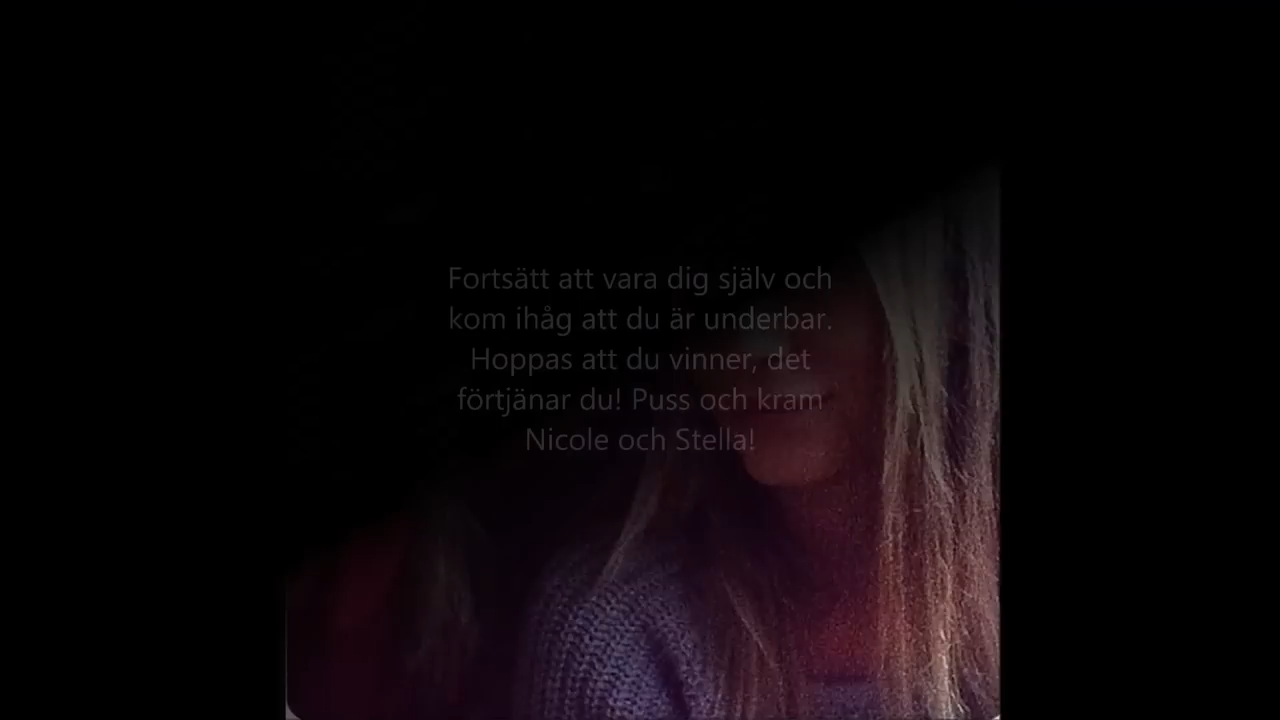 Fortsätt att vara dig själv och
kom ihåg att du är underbar.
Hoppas att du vinner, det
förtjänar du! Puss och kram
Nicole och Stella!